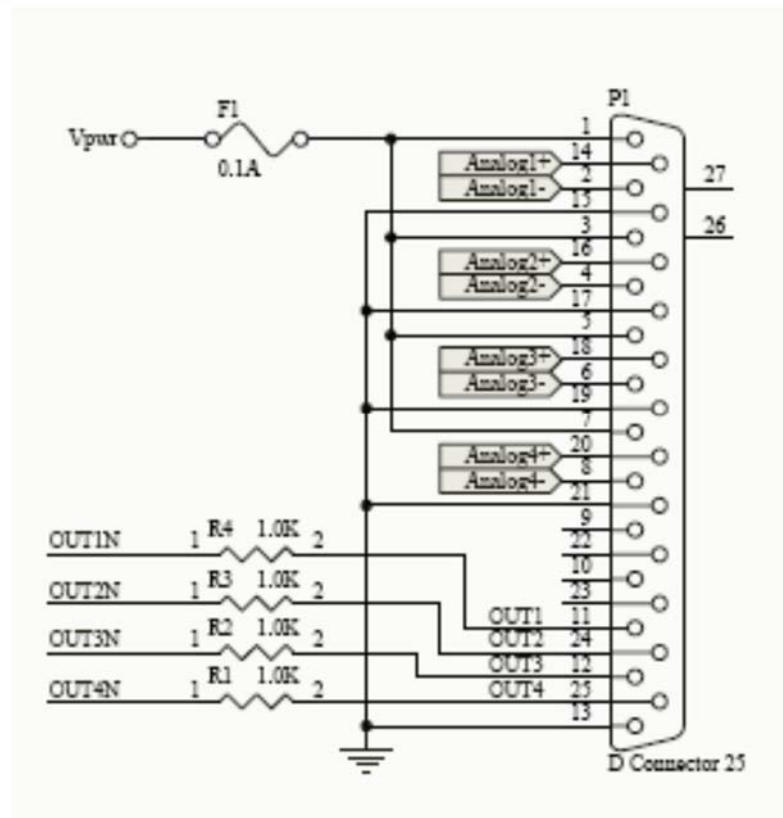 P1
F1
Vpwr
0.1A
1
14
Analog1+
2
Analog1-
15
3
16
Analog2+
4
Analog2-
17
5
18
Analog3+
6
Analog3-
19
7
20
Analog4+
8
Analog4-
21
9
22
10
23
27
26
OUT1N 1 R4 1.0K 2
OUT2N 1 R3 1.0K 2
OUT3N 1 R2 1.0K 2
OUT4N 1 R1 1.0K 2
OUT1 11
OUT2 24
OUT3 12
OUT4 25
13
D Connector 25